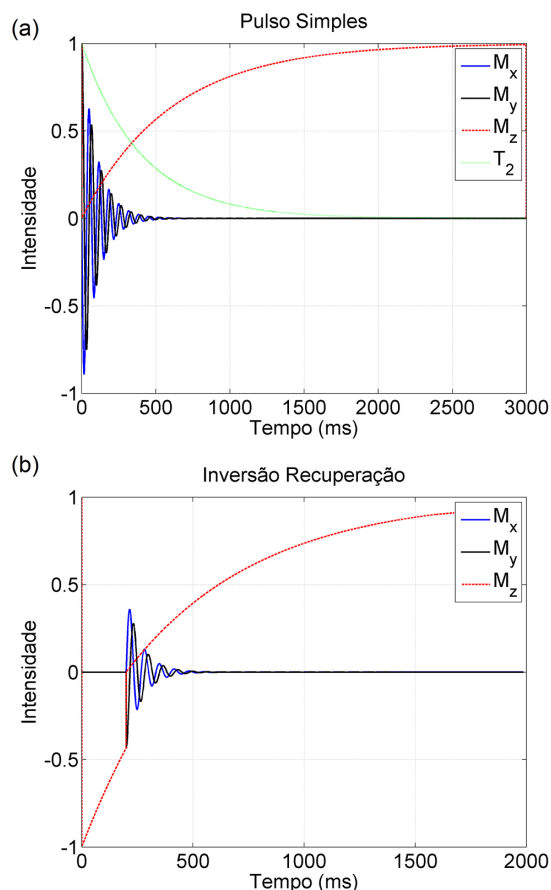 (a)
Pulso Simples
1
0.5
0
-0.5
-1
Intensidade
M_x
M_y
M_z
T_2
0 500 1000 1500 2000 2500 3000
Tempo (ms)
(b)
Inversão Recuperação
1
0.5
0
-0.5
-1
Intensidade
M_x
M_y
M_z
0 500 1000 1500 2000
Tempo (ms)